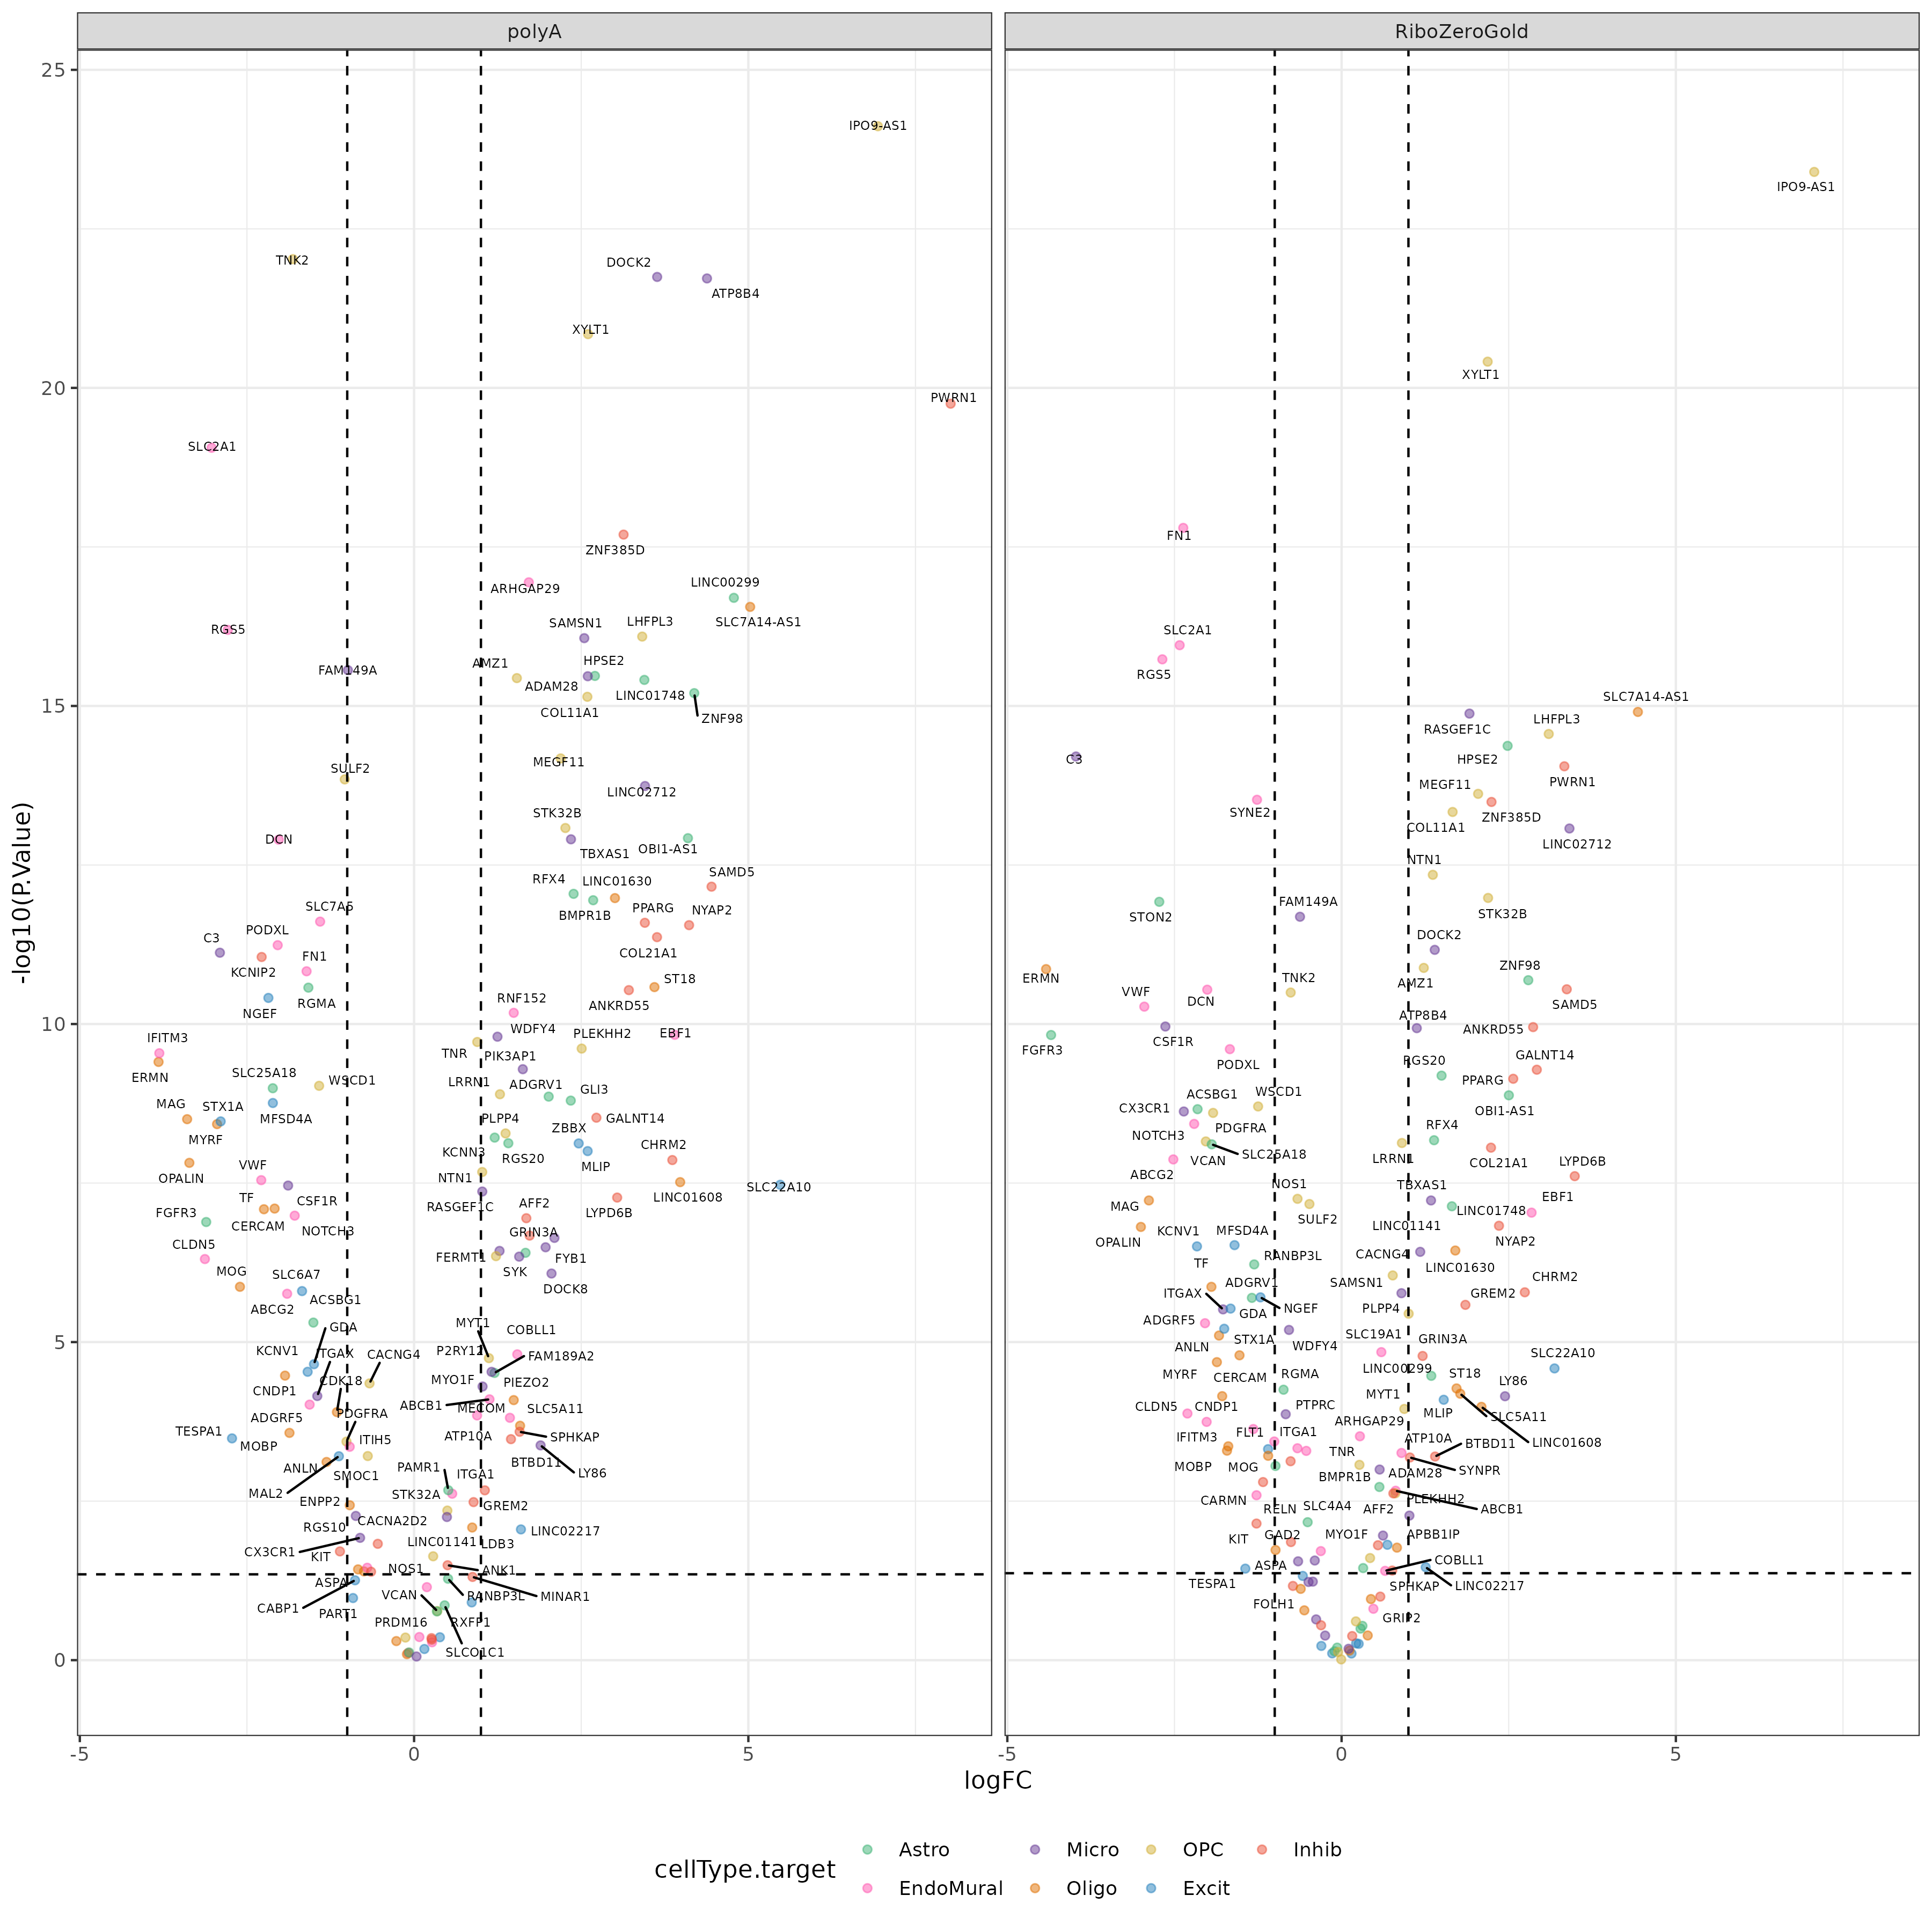 polyA
RiboZeroGold
25
20
15
10
5
0
-log10(P.Value)
IPO9-AS1
TNK2
DOCK2
ATP8B4
XYLT1
PWRN1
SLC2A1
ZNF385D
ARHGAP29
LINC00299
SLC7A14-AS1
SAMSN1
LHFPL3
RGS5
FAM149A
AMZ1
HPSE2
ADAM28
LINC01748
COL11A1
ZNF98
MEGF11
SULF2
LINC02712
STK32B
DCN
TBXAS1
OBI1-AS1
RFX4
LINC01630
SAMD5
SLC7A5
BMPR1B
PPARG
NYAP2
PODXL
C3
COL21A1
KCNIP2
FN1
ST18
RGMA
NGEF
RNF152
ANKRD55
IFITM3
WDFY4
PLEKHH2
EBF1
TNR
PIK3AP1
ERMN
SLC25A18
WSCD1
LRRN1
ADGRV1
GLI3
MAG
STX1A
MFSD4A
PLPP4
GALNT14
MYRF
ZBBX
KCNN3
RGS20
CHRM2
VWF
MLIP
OPALIN
NTN1
SLC22A10
TF
CSF1R
RASGEF1C
AFF2
LINC01608
FGFR3
CERCAM
NOTCH3
LYPD6B
GRIN3A
CLDN5
FERMT1
FYB1
MOG
SLC6A7
SYK
DOCK8
ABCG2
ACSBG1
MYT1
COBLL1
GDA
KCNV1
ITGAX
CACNG4
P2RY12
FAM189A2
CNDP1
CDK18
MYO1F
PIEZO2
ADGRF5
PDGFRA
ABCB1
MECOM
SLC5A11
TESPA1
MOBP
ITIH5
ATP10A
SPHKAP
ANLN
SMOC1
PAMR1
ITGA1
BTBD11
LY86
MAL2
ENPP2
STK32A
GREM2
RGS10
CACNA2D2
LINC02217
CX3CR1
KIT
LINC01141
LDB3
NOS1
ANK1
ASPA
VCAN
RANBP3L
MINAR1
CABP1
PART1
PRDM16
RXFP1
SLCO1C1
IPO9-AS1
XYLT1
FN1
SLC2A1
RGS5
SLC7A14-AS1
RASGEF1C
LHFPL3
C3
HPSE2
PWRN1
MEGF11
SYNE2
ZNF385D
COL11A1
LINC02712
NTN1
STON2
FAM149A
STK32B
DOCK2
ERMN
TNK2
AMZ1
ZNF98
VWF
DCN
SAMD5
ATP8B4
ANKRD55
FGFR3
CSF1R
PODXL
RGS20
GALNT14
PPARG
ACSBG1
WSCD1
OBI1-AS1
CX3CR1
PDGFRA
RFX4
NOTCH3
VCAN
SLC25A18
LRRN1
COL21A1
LYPD6B
ABCG2
NOS1
TBXAS1
EBF1
MAG
SULF2
LINC01748
OPALIN
KCNV1
MFSD4A
LINC01141
NYAP2
TF
RANBP3L
CACNG4
LINC01630
ADGRV1
SAMSN1
CHRM2
ITGAX
NGEF
GREM2
ADGRF5
GDA
PLPP4
ANLN
STX1A
WDFY4
SLC19A1
GRIN3A
MYRF
CERCAM
RGMA
LINC00299
ST18
SLC22A10
CLDN5
CNDP1
PTPRC
MYT1
MLIP
LY86
SLC5A11
IFITM3
FLT1
ITGA1
ARHGAP29
ATP10A
BTBD11
LINC01608
MOBP
MOG
TNR
SYNPR
BMPR1B
ADAM28
CARMN
RELN
SLC4A4
AFF2
PLEKHH2
ABCB1
KIT
GAD2
MYO1F
APBB1IP
TESPA1
ASPA
COBLL1
SPHKAP
LINC02217
FOLH1
GRIP2
-5
0
5
-5
0
5
logFC
cellType.target
Astro
Micro
OPC
Inhib
EndoMural
Oligo
Excit